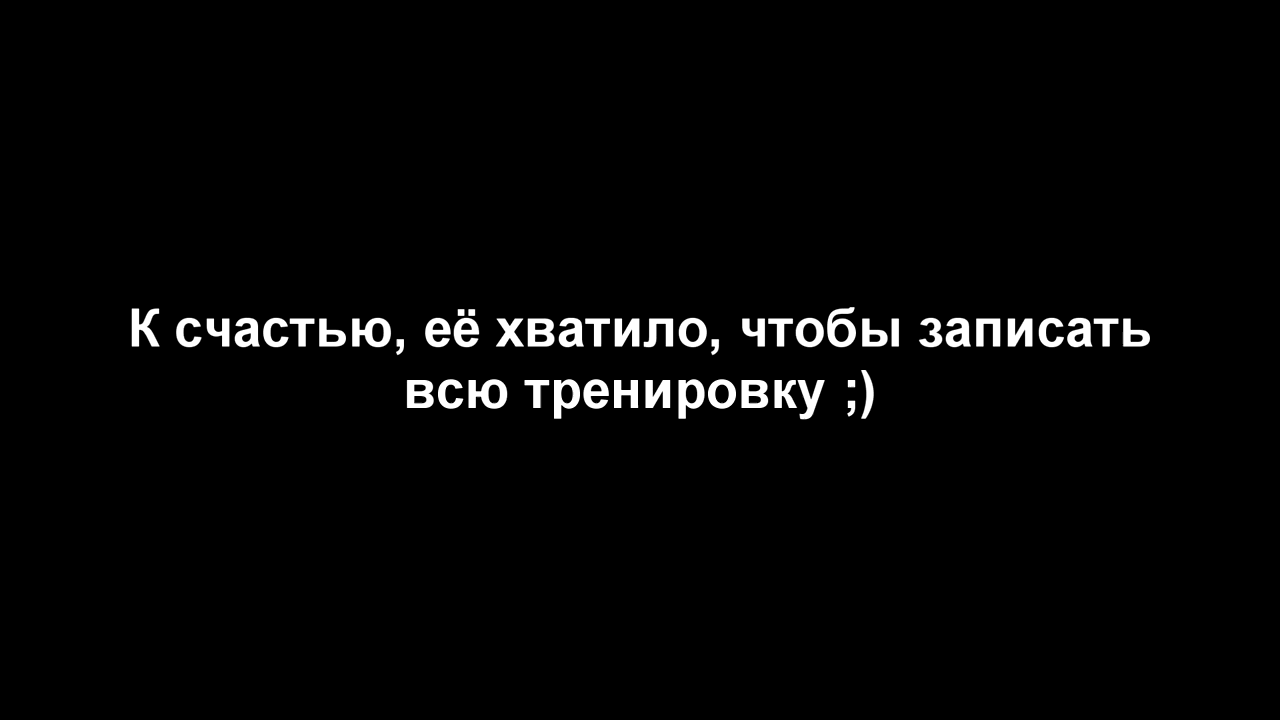 К счастью, её хватило, чтобы записать
всю тренировку ;)